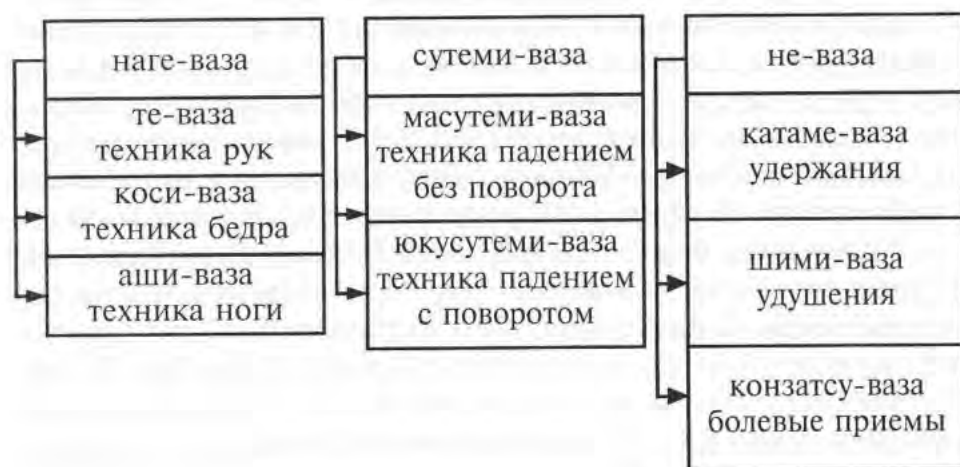 наге-ваза
те-ваза
техника рук
коси-ваза
техника бедра
аши-ваза
техника ноги
сутеми-ваза
масутеми-ваза
техника падением
без поворота
юкусутеми-ваза
техника падением
с поворотом
не-ваза
катаме-ваза
удержания
шими-ваза
удушения
конзатсу-ваза
болевые приемы